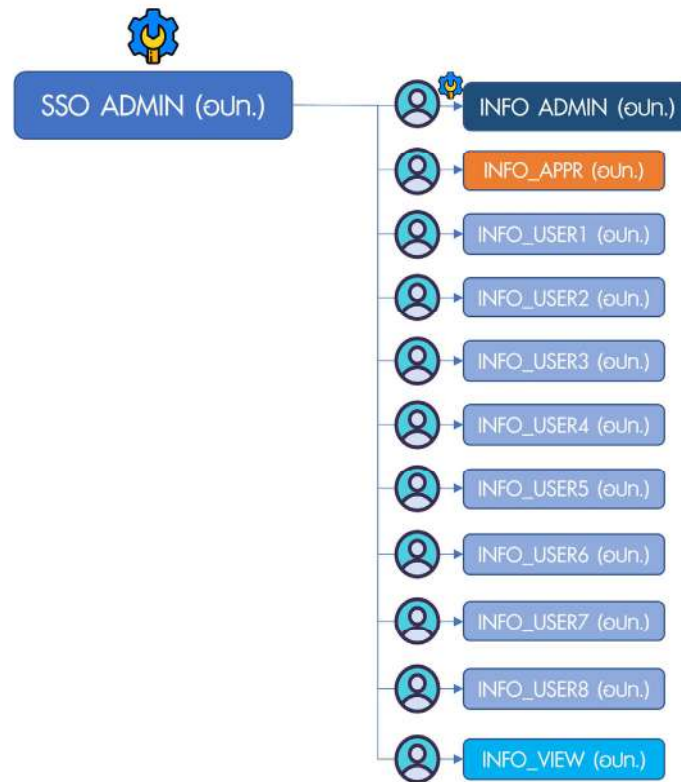 SSO ADMIN (อปท.)
INFO ADMIN (อปท.)
INFO_APPR (อปท.)
INFO_USER1 (อปท.)
INFO_USER2 (อปท.)
INFO_USER3 (อปท.)
INFO_USER4 (อปท.)
INFO_USER5 (อปท.)
INFO_USER6 (อปท.)
INFO_USER7 (อปท.)
INFO_USER8 (อปท.)
INFO_VIEW (อปท.)